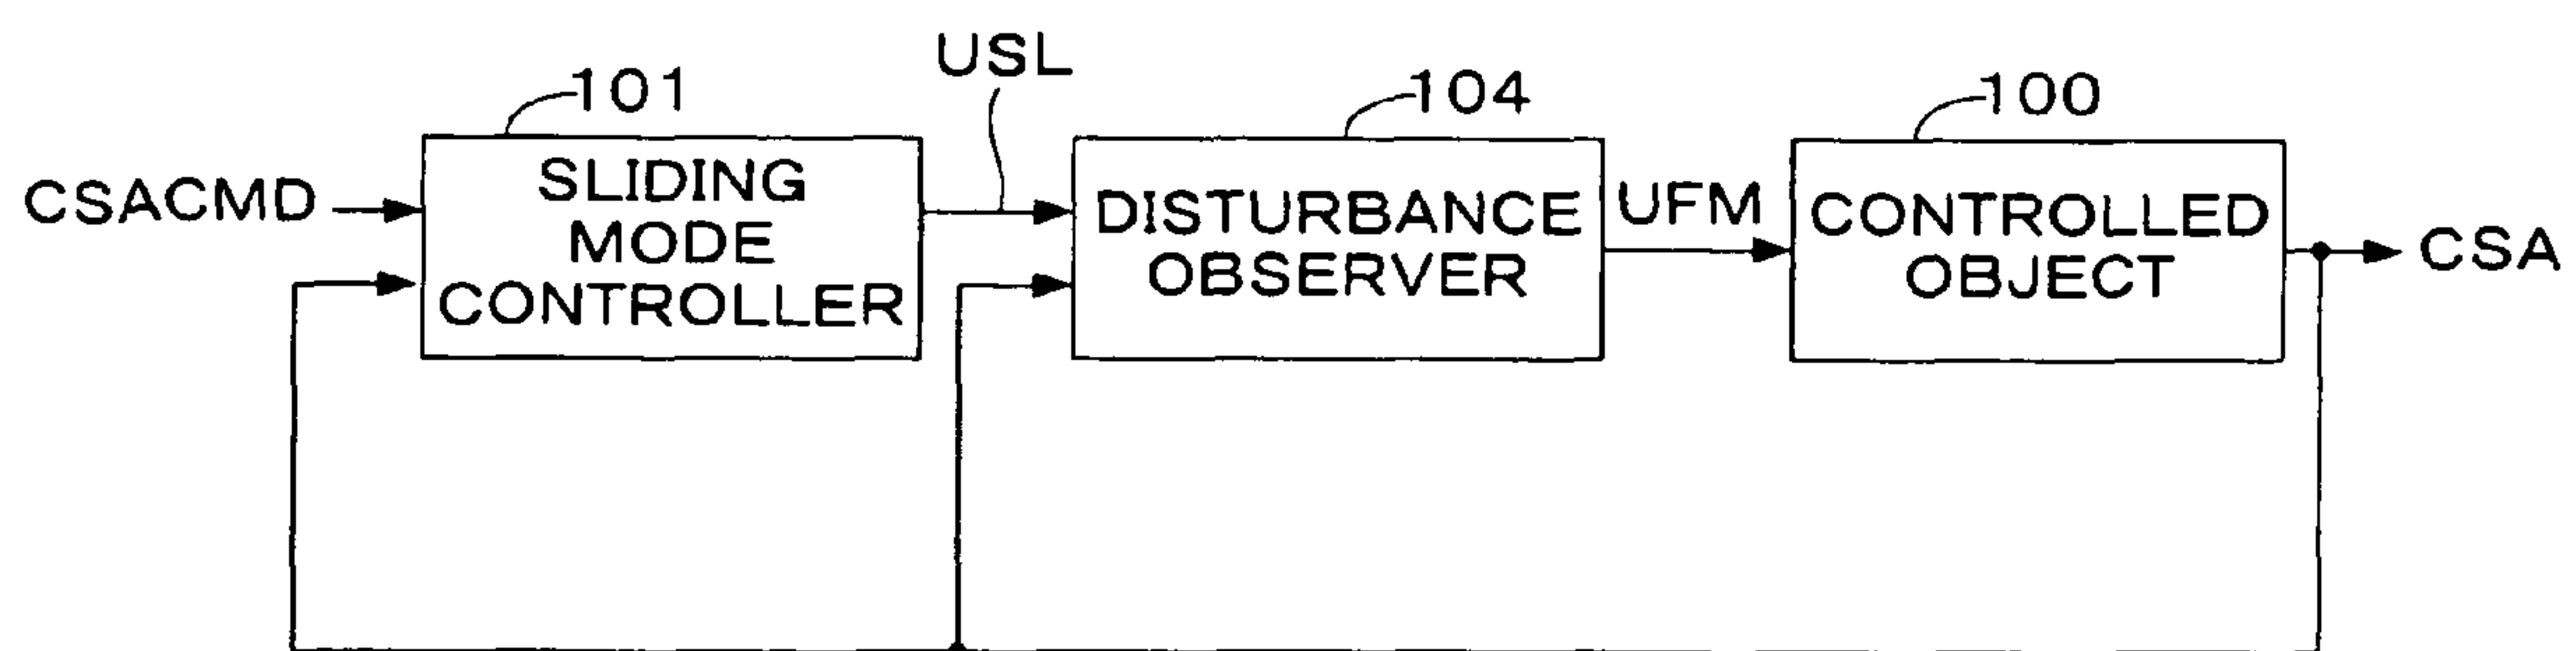 USL
101
104
100
CSACMD
SLIDING
MODE
CONTROLLER
DISTURBANCE
OBSERVER
UFM
CONTROLLED
OBJECT
CSA